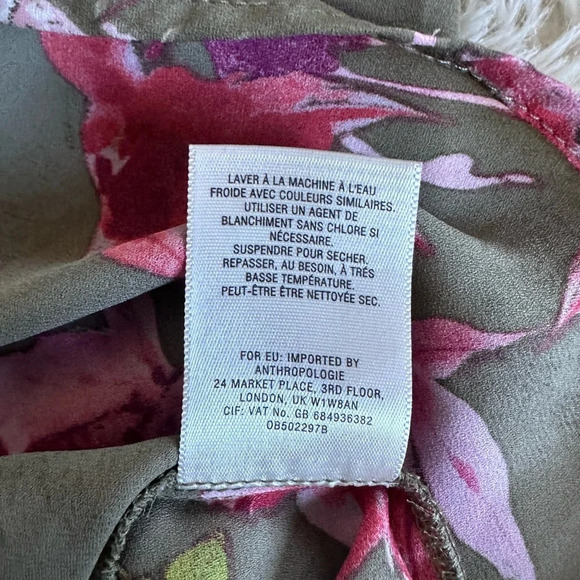 LAVER À LA MACHINE À L'EAU
FROIDE AVEC COULEURS SIMILAIRES.
UTILISER UN AGENT DE
BLANCHIMENT SANS CHLORE SI
NÉCESSAIRE.
SUSPENDRE POUR SECHER.
REPASSER, AU BESOIN, À TRÈS
BASSE TEMPÉRATURE.
PEUT-ÊTRE ÊTRE NETTOYÉE SEC.
FOR EU: IMPORTED BY
ANTHROPOLOGIE
24 MARKET PLACE, 3RD FLOOR,
LONDON, UK W1W8AN
CIF: VAT No. GB 684936382
OB502297B